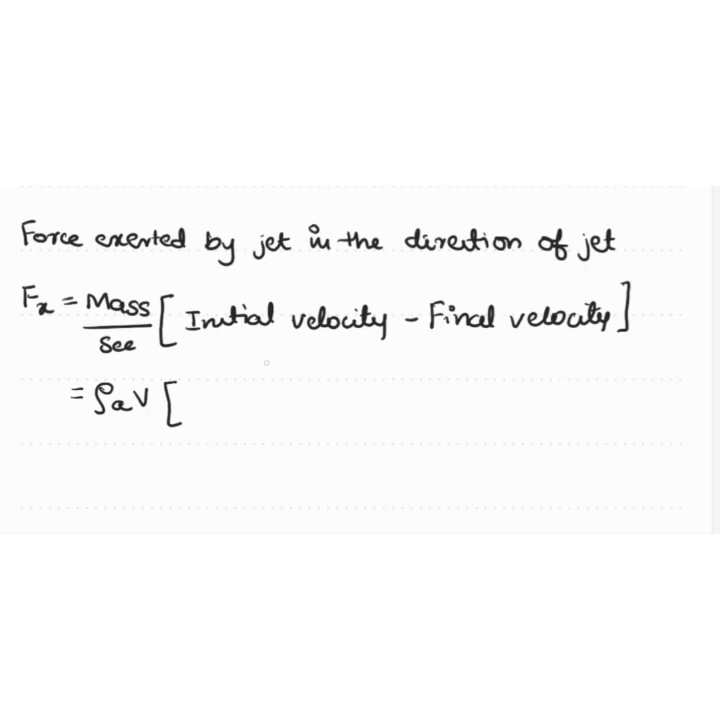 Force exerted by jet in the direction of jet
Fx = Mass/Sec [Initial velocity - Final velocity]
= ρaV [